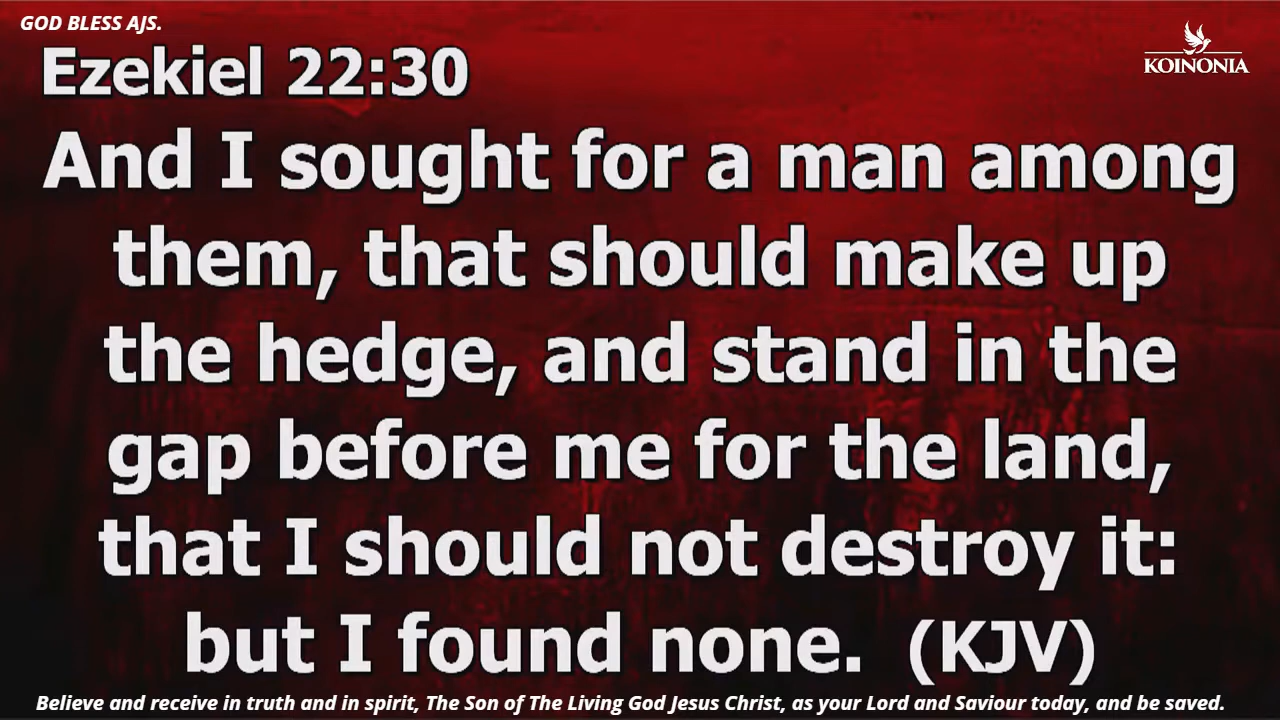 GOD BLESS AJS.
KOINONIA
Ezekiel 22:30
And I sought for a man among
them, that should make up
the hedge, and stand in the
gap before me for the land,
that I should not destroy it:
but I found none. (KJV)
Believe and receive in truth and in spirit, The Son of The Living God Jesus Christ, as your Lord and Saviour today, and be saved.